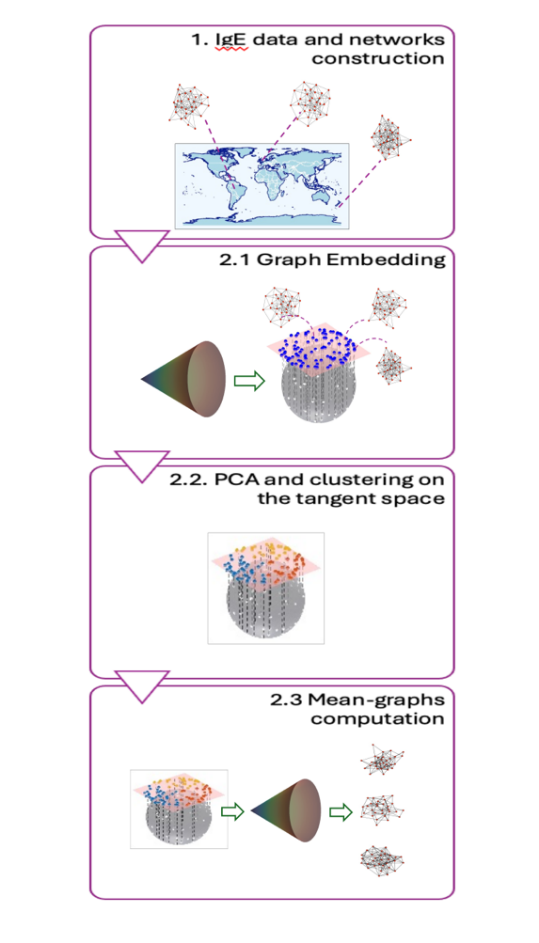 1. IgE data and networks
construction
2.1 Graph Embedding
2.2. PCA and clustering on
the tangent space
2.3 Mean-graphs
computation